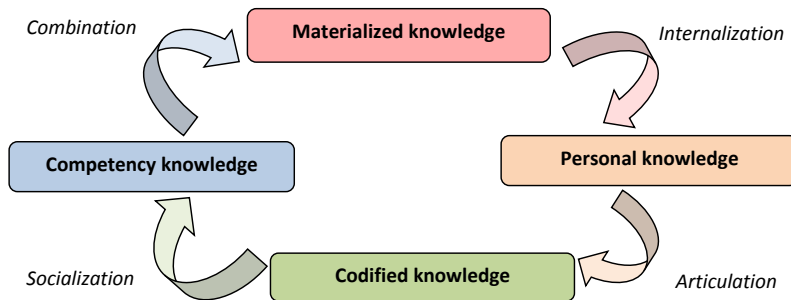 Combination
Materialized knowledge
Internalization
Competency knowledge
Personal knowledge
Socialization
Codified knowledge
Articulation